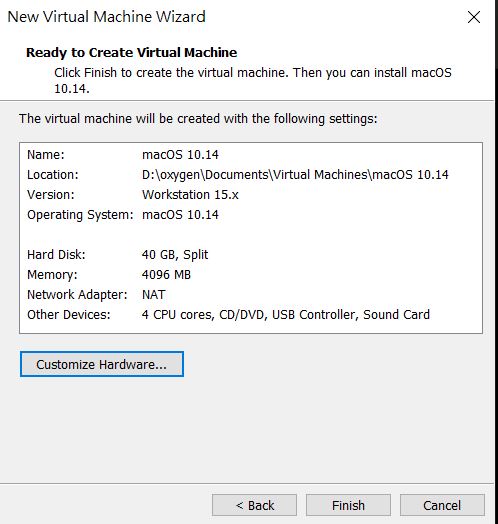 New Virtual Machine Wizard
Ready to Create Virtual Machine
Click Finish to create the virtual machine. Then you can install macOS
10.14.
The virtual machine will be created with the following settings:
Name: macOS 10.14
Location: D:\oxygen\Documents\Virtual Machines\macOS 10.14
Version: Workstation 15.x
Operating System: macOS 10.14
Hard Disk: 40 GB, Split
Memory: 4096 MB
Network Adapter: NAT
Other Devices: 4 CPU cores, CD/DVD, USB Controller, Sound Card
Customize Hardware...
< Back Finish Cancel